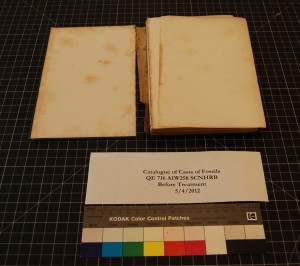 Catalogue of Casts of Fossils
QE 716 A1W258 SCNHRB
Before Treatment
5/4/2012
KODAK Color Control Patches